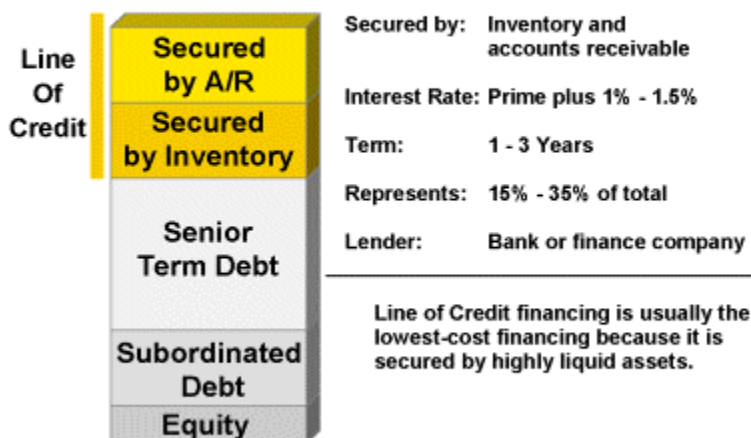 Line
Of
Credit
Secured
by A/R
Secured
by Inventory
Senior
Term Debt
Subordinated
Debt
Equity
Secured by: Inventory and
accounts receivable
Interest Rate: Prime plus 1% - 1.5%
Term: 1 - 3 Years
Represents: 15% - 35% of total
Lender: Bank or finance company
Line of Credit financing is usually the
lowest-cost financing because it is
secured by highly liquid assets.